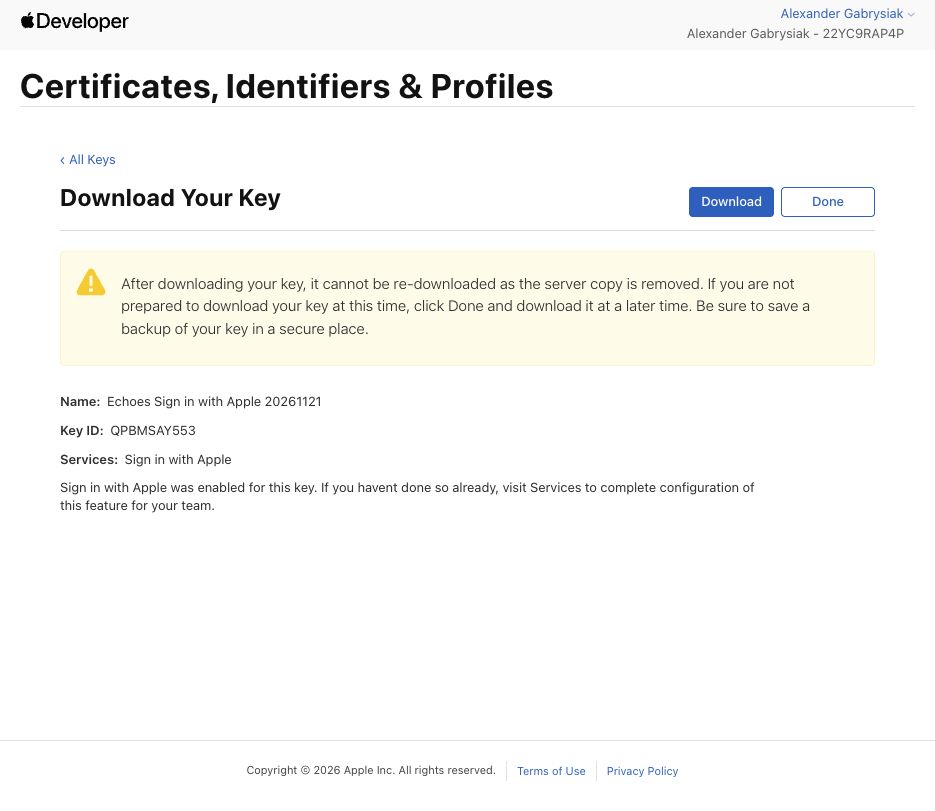 Developer
Alexander Gabrysiak
Alexander Gabrysiak - 22YC9RAP4P
Certificates, Identifiers & Profiles
‹ All Keys
Download Your Key
Download
Done
After downloading your key, it cannot be re-downloaded as the server copy is removed. If you are not
prepared to download your key at this time, click Done and download it at a later time. Be sure to save a
backup of your key in a secure place.
Name: Echoes Sign in with Apple 20261121
Key ID: QPBMSAY553
Services: Sign in with Apple
Sign in with Apple was enabled for this key. If you havent done so already, visit Services to complete configuration of
this feature for your team.
Copyright © 2026 Apple Inc. All rights reserved.
Terms of Use
Privacy Policy